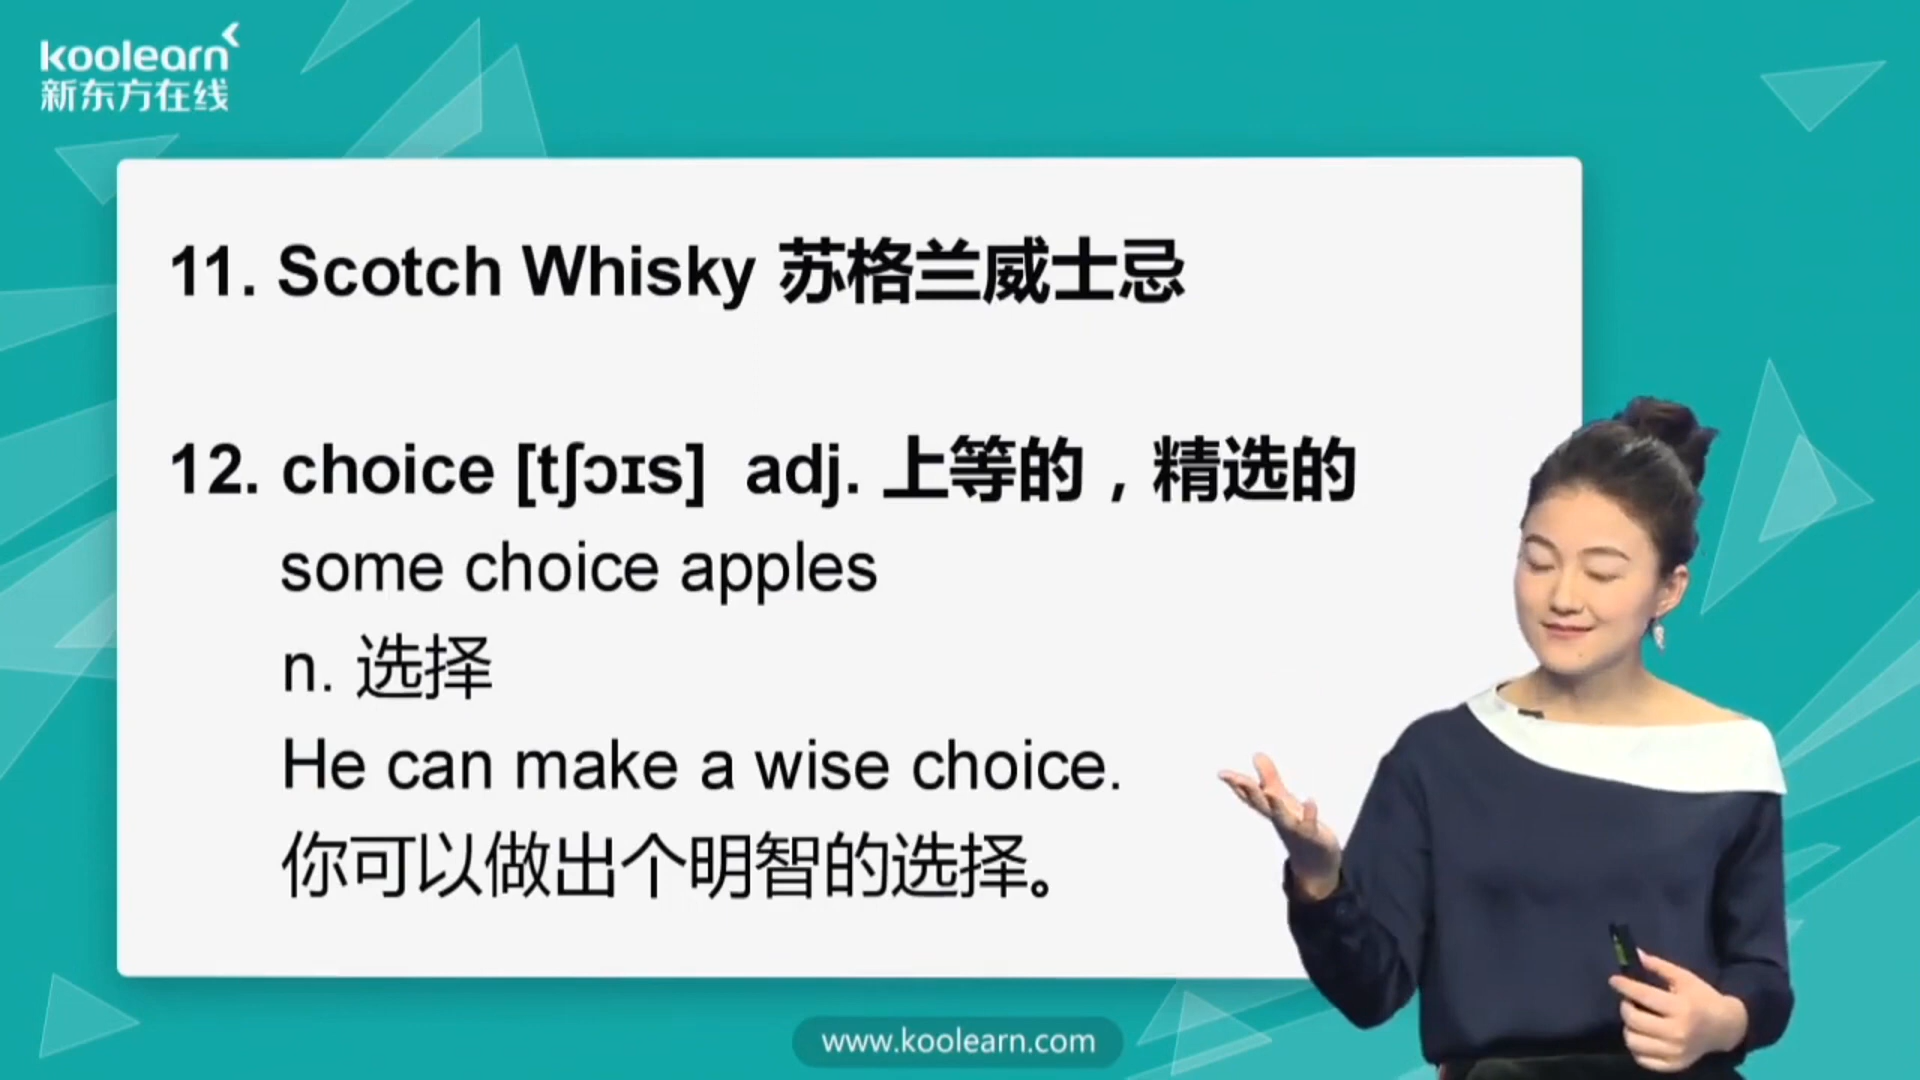 koolearn
新东方在线
11. Scotch Whisky 苏格兰威士忌
12. choice [tʃɔɪs] adj. 上等的，精选的
some choice apples
n. 选择
He can make a wise choice.
你可以做出个明智的选择。
www.koolearn.com